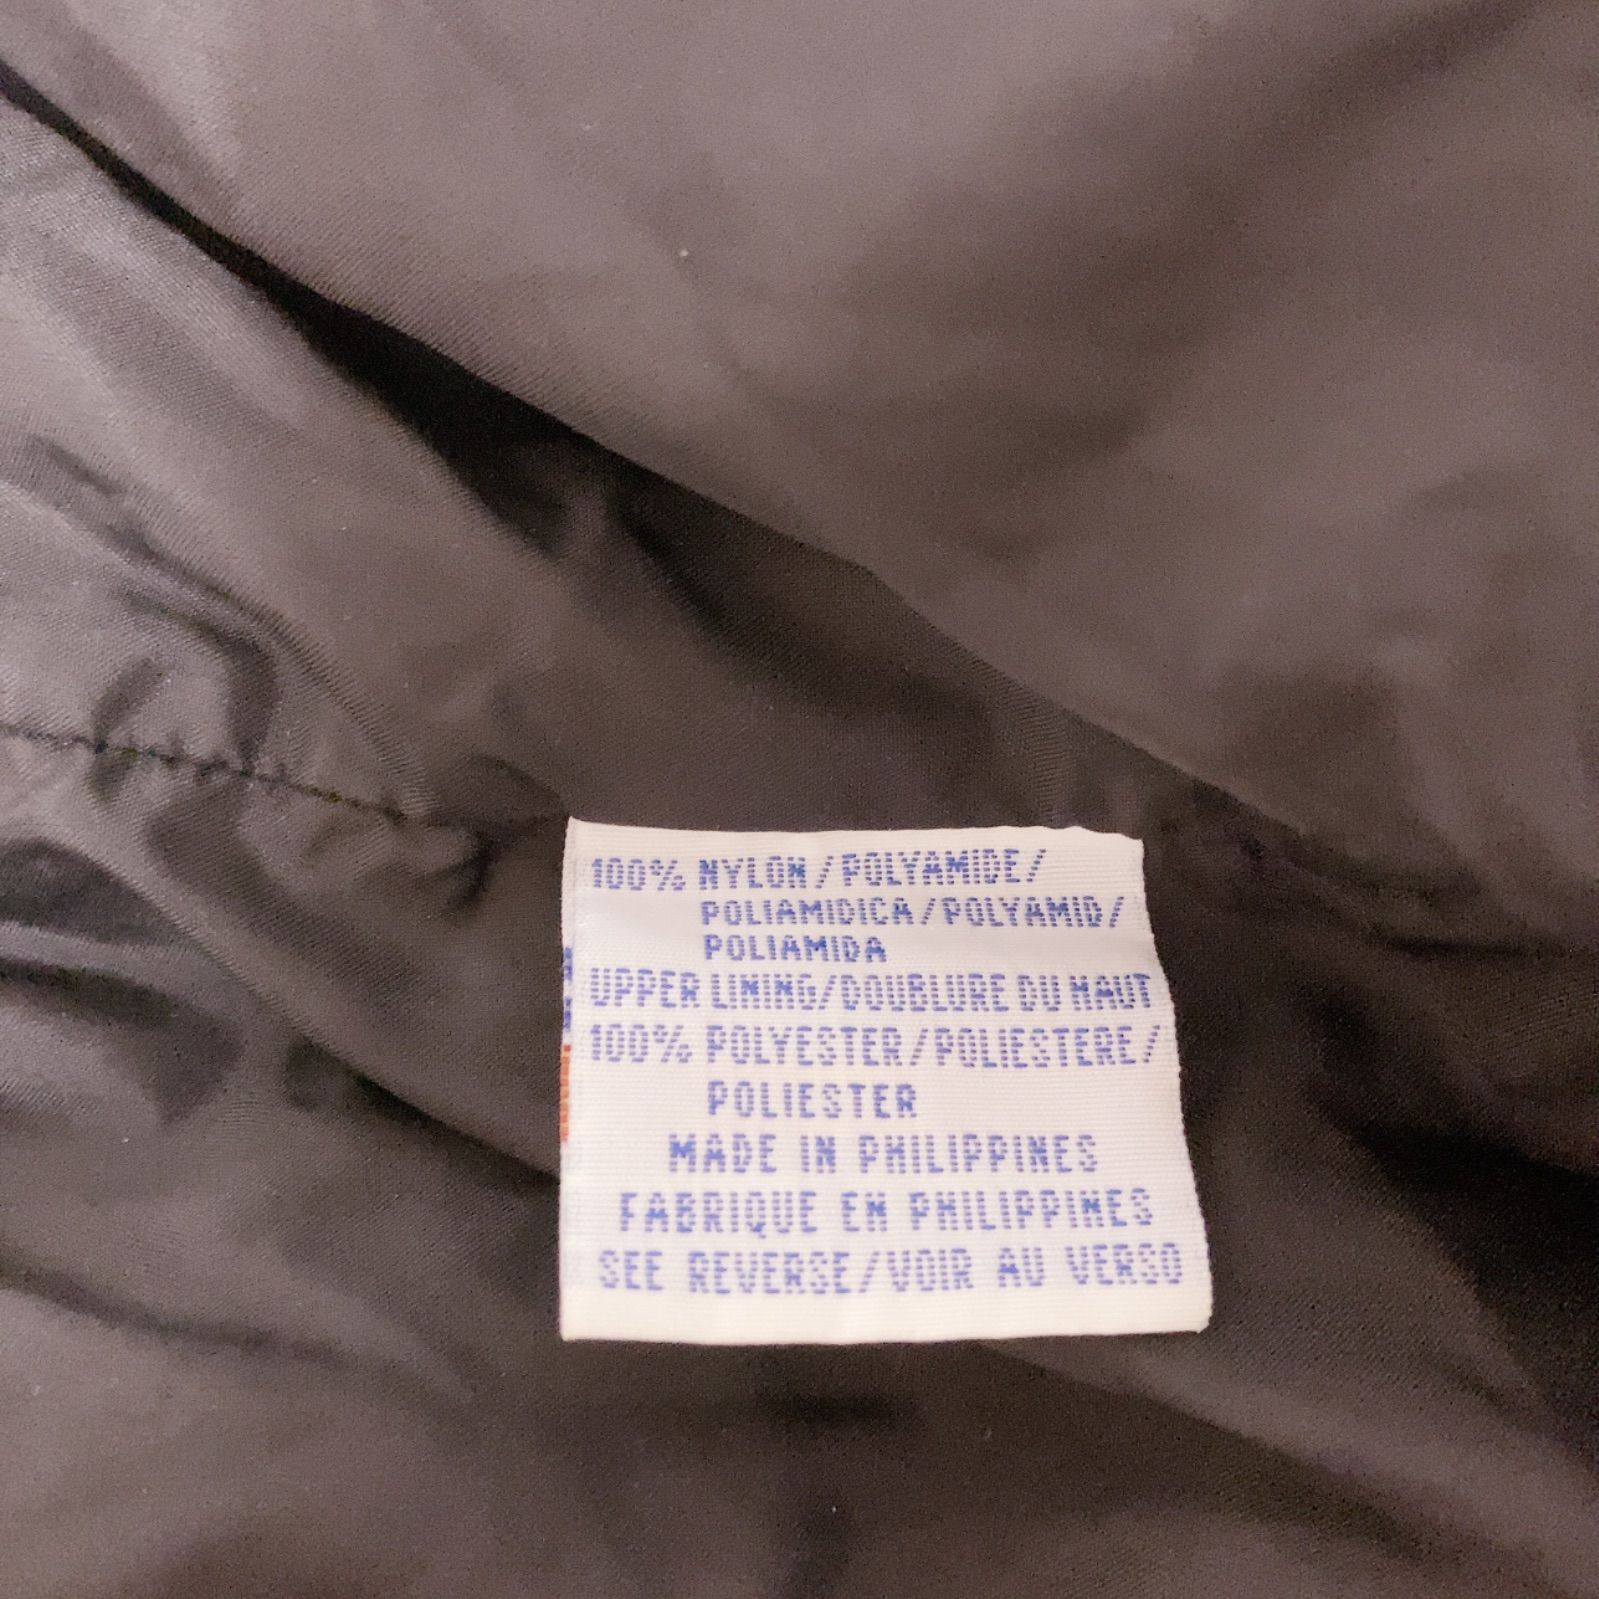 100% NYLON/POLYAMIDE/
POLIAMIDICA/POLYAMID/
POLIAMIDA
UPPER LINING/DOUBLURE DU HAUT
100% POLYESTER/POLIESTERE/
POLIESTER
MADE IN PHILIPPINES
FABRIQUE EN PHILIPPINES
SEE REVERSE/VOIR AU VERSO